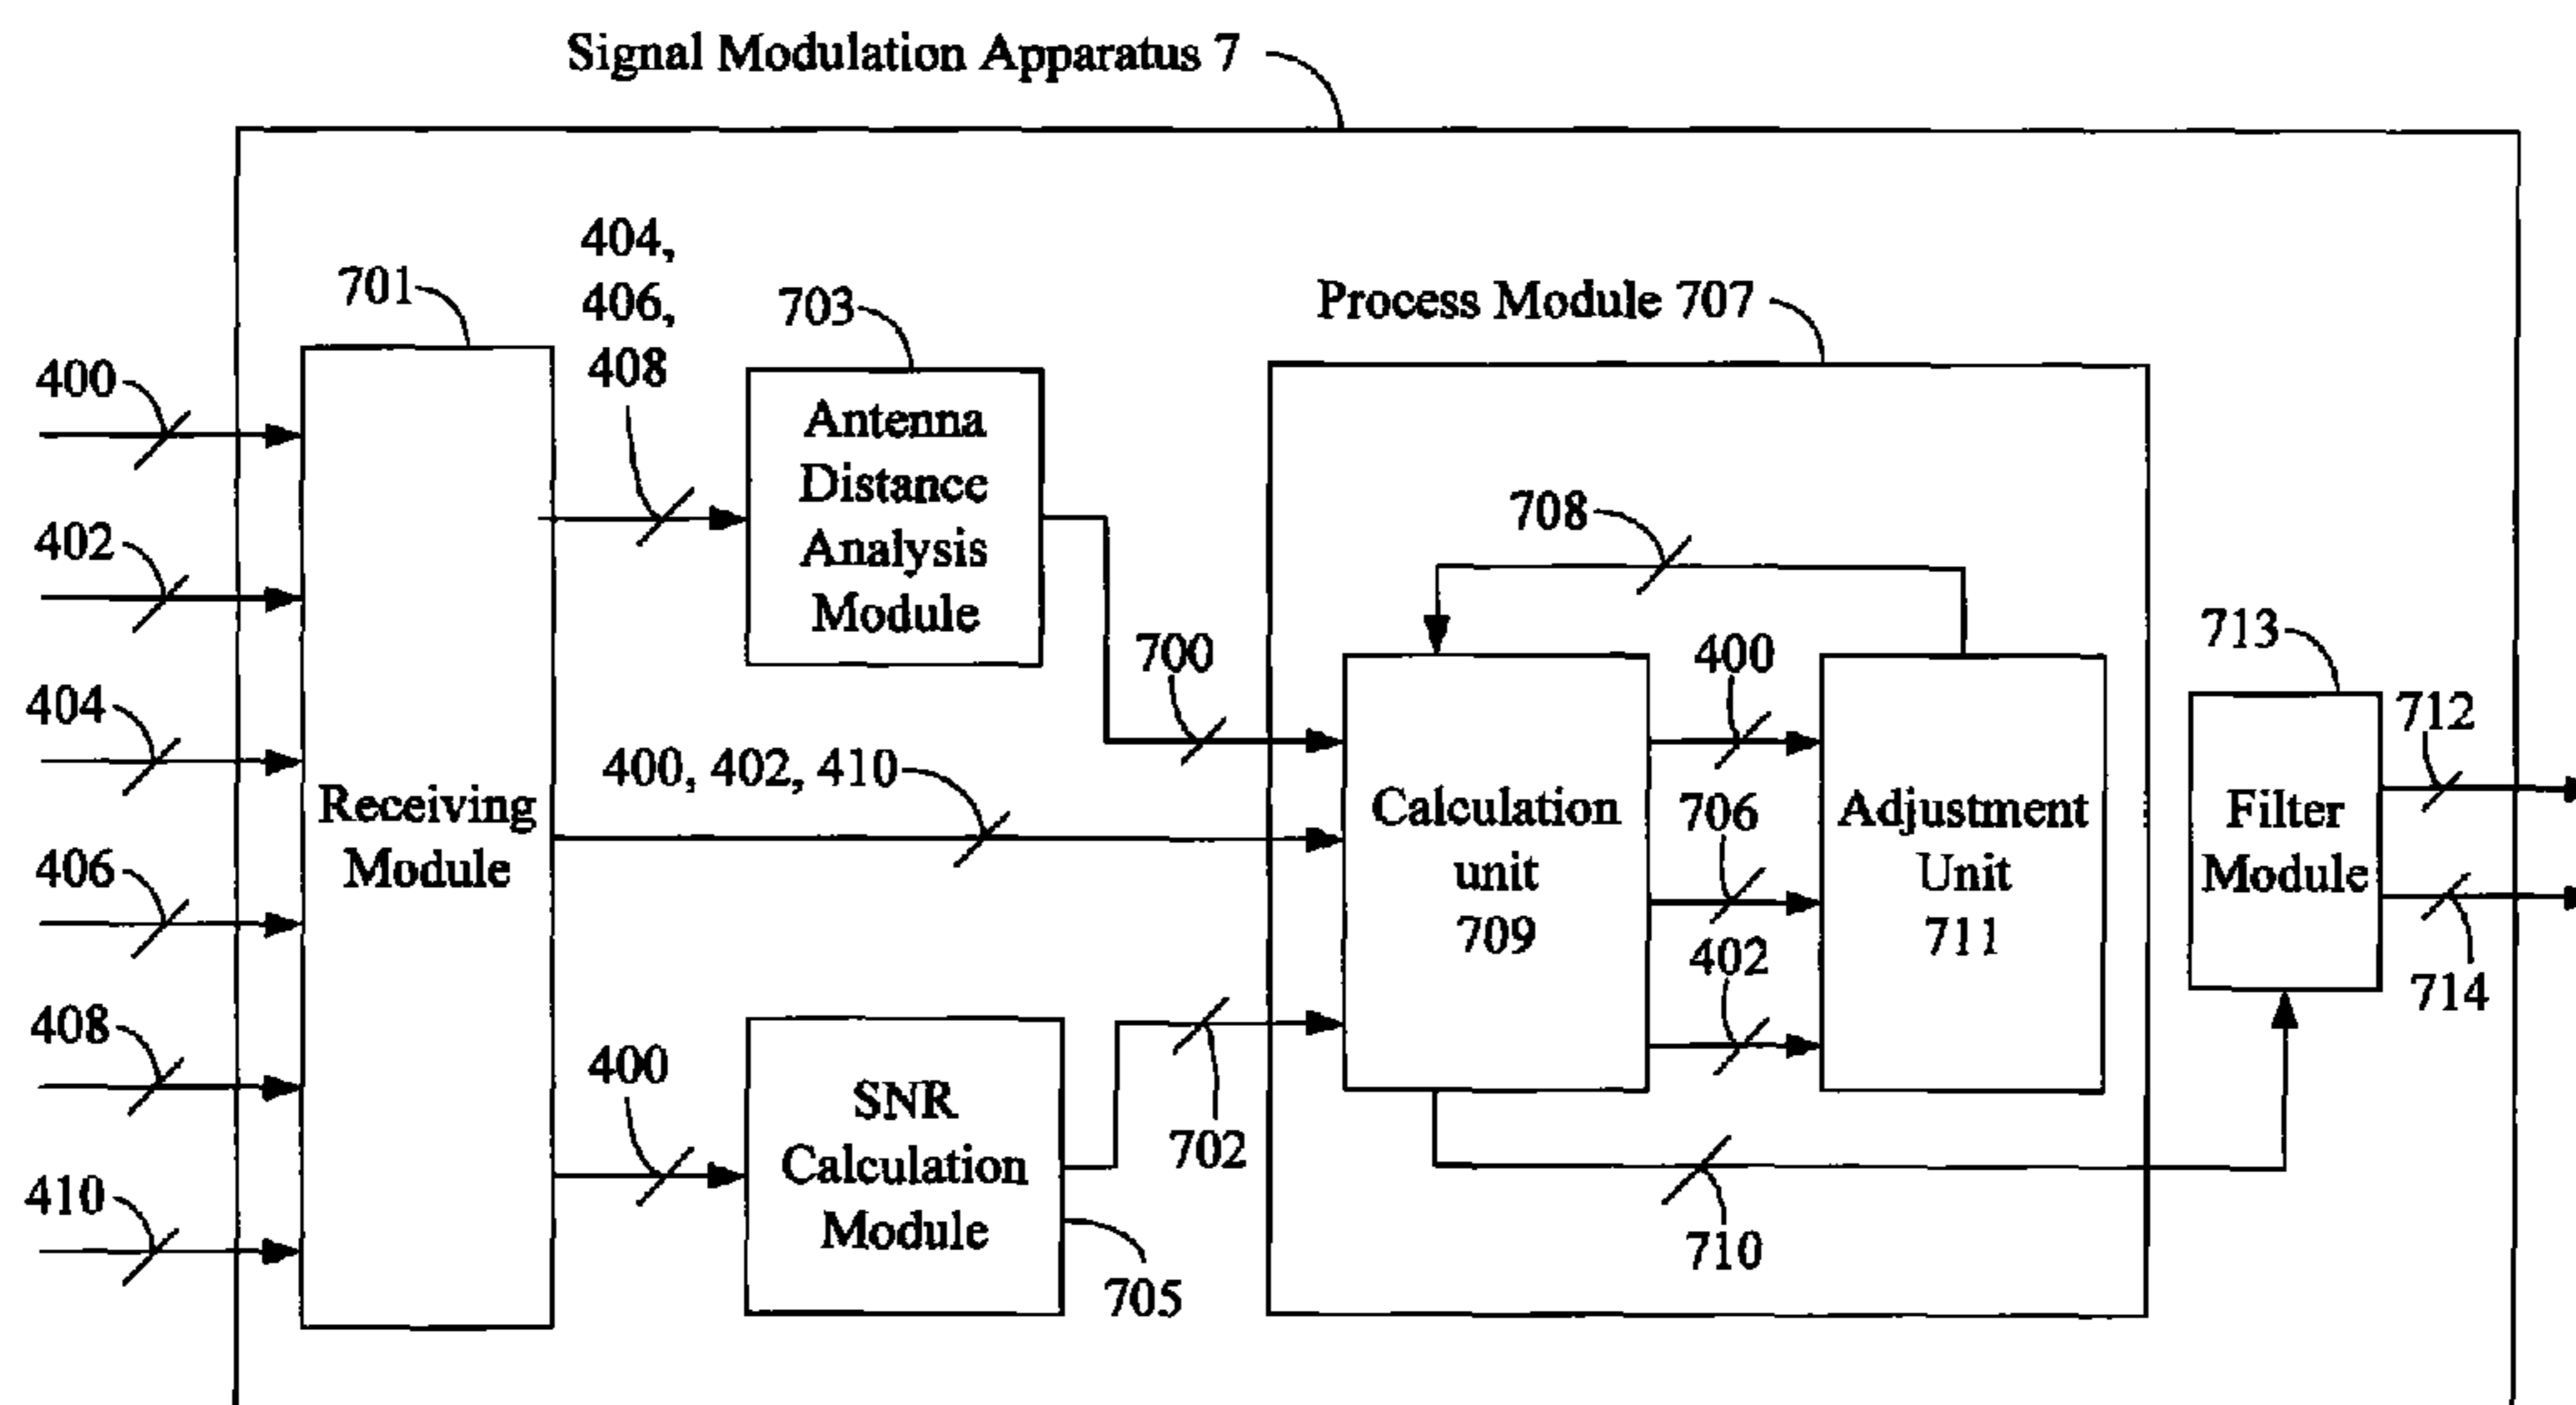 Signal Modulation Apparatus 7
404,
406,
408
701
703
Process Module 707
400
402
404
406
408
410
Receiving
Module
Antenna
Distance
Analysis
Module
700
400, 402, 410
400
SNR
Calculation
Module
705
702
708
Calculation
unit
709
400
706
402
Adjustment
Unit
711
710
713
Filter
Module
712
714